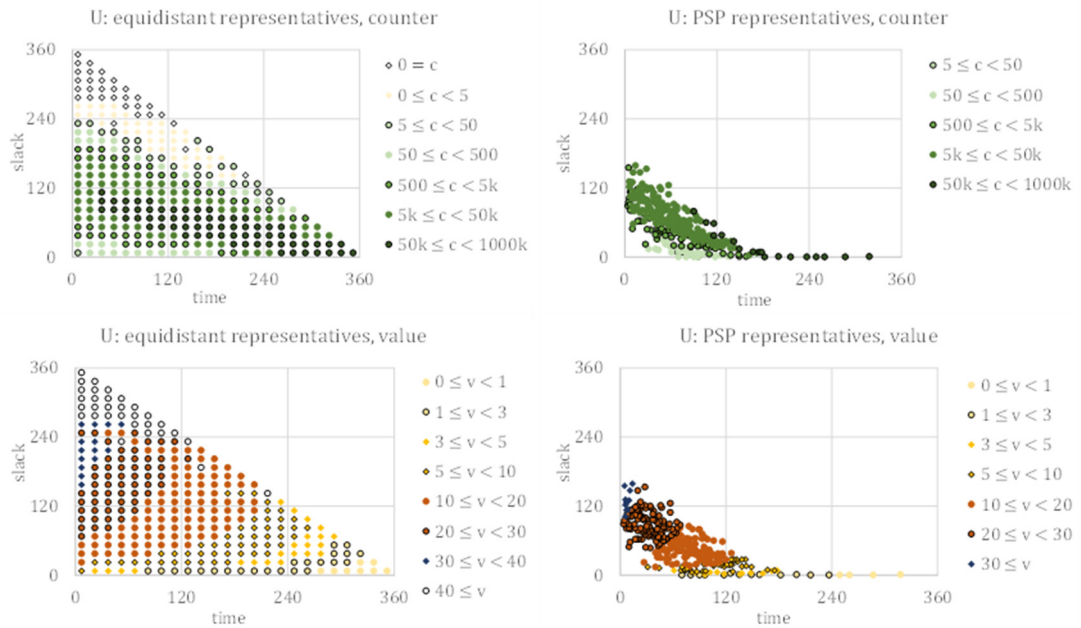 U: equidistant representatives, counter
360
240
120
0
slack
0
120
240
360
time
0 = c
0 ≤ c < 5
5 ≤ c < 50
50 ≤ c < 500
500 ≤ c < 5k
5k ≤ c < 50k
50k ≤ c < 1000k
U: PSP representatives, counter
360
240
120
0
slack
0
120
240
360
time
5 ≤ c < 50
50 ≤ c < 500
500 ≤ c < 5k
5k ≤ c < 50k
50k ≤ c < 1000k
U: equidistant representatives, value
360
240
120
0
slack
0
120
240
360
time
0 ≤ v < 1
1 ≤ v < 3
3 ≤ v < 5
5 ≤ v < 10
10 ≤ v < 20
20 ≤ v < 30
30 ≤ v < 40
40 ≤ v
U: PSP representatives, value
360
240
120
0
slack
0
120
240
360
time
0 ≤ v < 1
1 ≤ v < 3
3 ≤ v < 5
5 ≤ v < 10
10 ≤ v < 20
20 ≤ v < 30
30 ≤ v